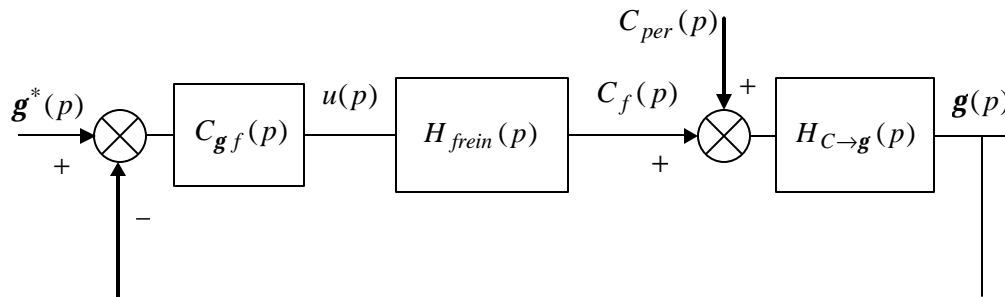 C_per(p)
g*(p)
+
C_gf(p)
u(p)
H_frein(p)
C_f(p)
+
+
H_C→g(p)
g(p)
−